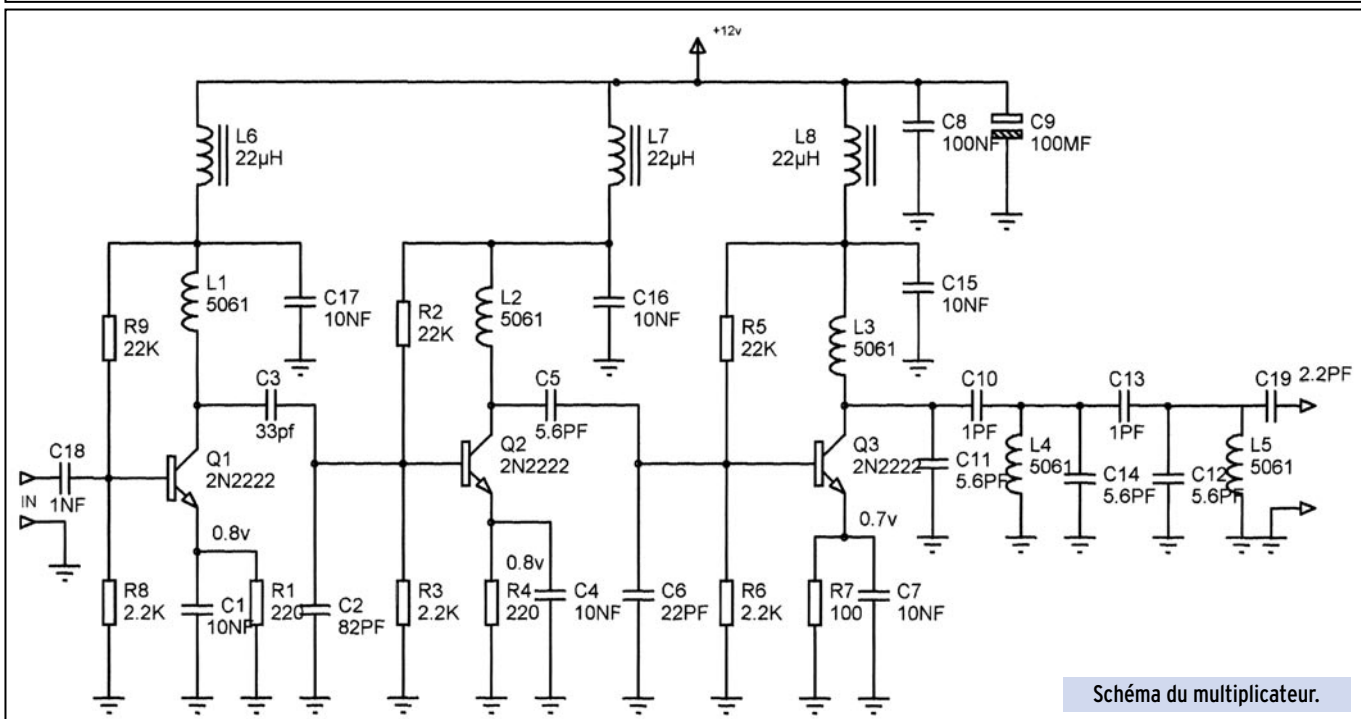 +12v
L6
22µH
L7
22µH
L8
22µH
C8
100NF
C9
100MF
L1
5061
C17
10NF
R9
22K
R2
22K
L2
5061
C16
10NF
R5
22K
L3
5061
C15
10NF
C3
33pf
C5
5.6PF
C10
1PF
C13
1PF
C19
2.2PF
C18
1NF
IN
Q1
2N2222
Q2
2N2222
Q3
2N2222
C11
5.6PF
L4
5061
C14
5.6PF
C12
5.6PF
L5
5061
0.8v
0.8v
0.7v
R8
2.2K
C1
10NF
R1
220
C2
82PF
R3
2.2K
R4
220
C4
10NF
C6
22PF
R6
2.2K
R7
100
C7
10NF
Schéma du multiplicateur.